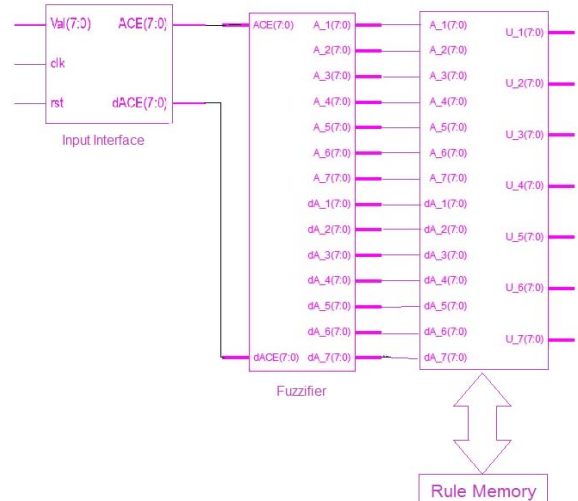 Val(7:0) ACE(7:0)
clk
rst dACE(7:0)
Input Interface
ACE(7:0) A_1(7:0)
A_2(7:0)
A_3(7:0)
A_4(7:0)
A_5(7:0)
A_6(7:0)
A_7(7:0)
dA_1(7:0)
dA_2(7:0)
dA_3(7:0)
dA_4(7:0)
dA_5(7:0)
dA_6(7:0)
dACE(7:0) dA_7(7:0)
Fuzzifier
A_1(7:0)
A_2(7:0)
A_3(7:0)
A_4(7:0)
A_5(7:0)
A_6(7:0)
A_7(7:0)
dA_1(7:0)
dA_2(7:0)
dA_3(7:0)
dA_4(7:0)
dA_5(7:0)
dA_6(7:0)
dA_7(7:0)
U_1(7:0)
U_2(7:0)
U_3(7:0)
U_4(7:0)
U_5(7:0)
U_6(7:0)
U_7(7:0)
Rule Memory